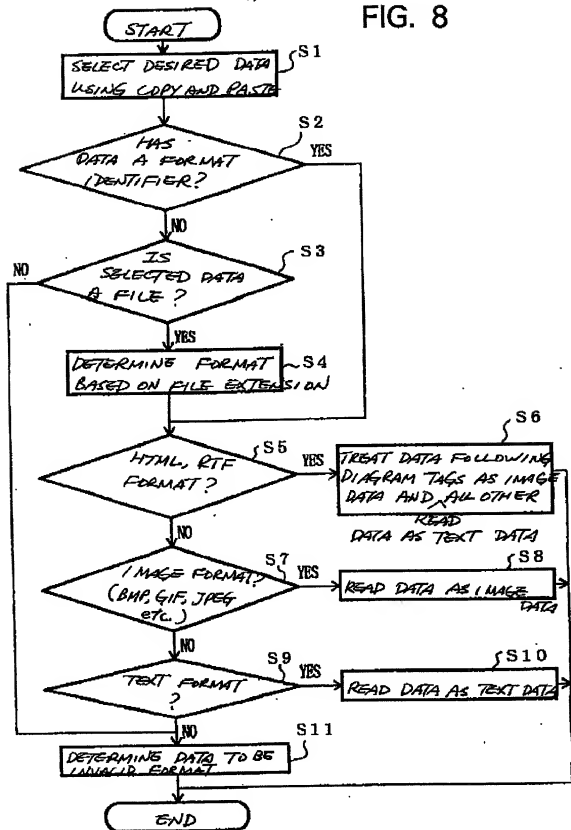 FIG. 8
START
S1
SELECT DESIRED DATA
USING COPY AND PASTE
S2
HAS
DATA A FORMAT
IDENTIFIER?
YES
NO
S3
IS
SELECTED DATA
A FILE?
NO
YES
S4
DETERMINE FORMAT
BASED ON FILE EXTENSION
S5
HTML, RTF
FORMAT?
YES
S6
TREAT DATA FOLLOWING
DIAGRAM TAGS AS IMAGE
DATA AND ALL OTHER
READ
DATA AS TEXT DATA
NO
S7
IMAGE FORMAT?
(BMP, GIF, JPEG
etc.)
YES
S8
READ DATA AS IMAGE
DATA
NO
S9
TEXT FORMAT
?
YES
S10
READ DATA AS TEXT DATA
NO
S11
DETERMINE DATA TO BE
INVALID FORMAT
END